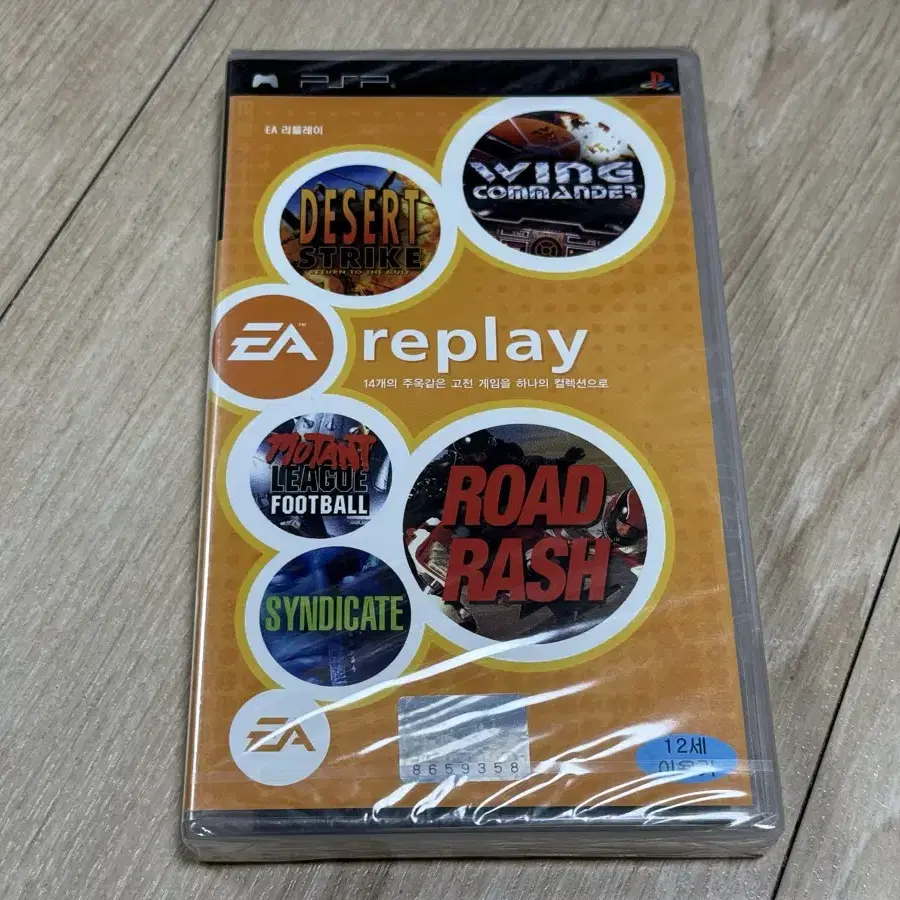 PSP
EA 리플레이
WING
COMMANDER
DESERT
STRIKE
RETURN TO THE GULF
EA™
replay
14개의 주옥같은 고전 게임을 하나의 컬렉션으로
MUTANT
LEAGUE
FOOTBALL
ROAD
RASH
SYNDICATE
EA
8659358
12세
이용가